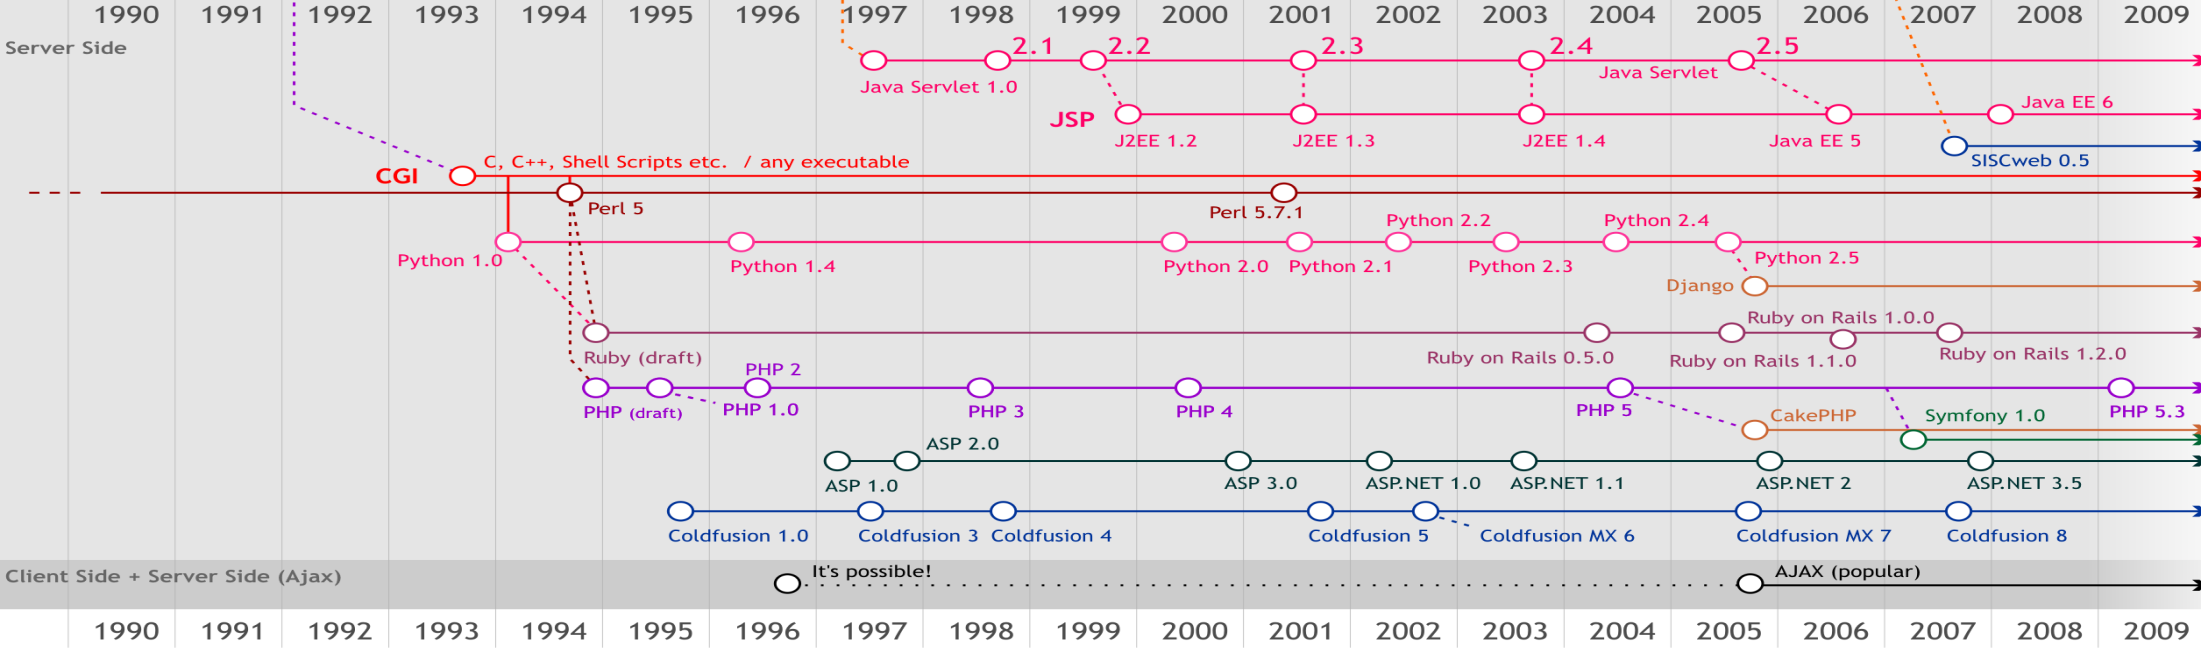 1990 1991 1992 1993 1994 1995 1996 1997 1998 1999 2000 2001 2002 2003 2004 2005 2006 2007 2008 2009
Server Side
2.1 2.2 2.3 2.4 2.5
Java Servlet
Java Servlet 1.0
Java EE 6
JSP
J2EE 1.2 J2EE 1.3 J2EE 1.4 Java EE 5
SISCweb 0.5
C, C++, Shell Scripts etc. / any executable
CGI
Perl 5 Perl 5.7.1
Python 2.2 Python 2.4
Python 1.0 Python 1.4 Python 2.0 Python 2.1 Python 2.3 Python 2.5
Django
Ruby on Rails 1.0.0
Ruby (draft) Ruby on Rails 0.5.0 Ruby on Rails 1.1.0 Ruby on Rails 1.2.0
PHP 2
PHP (draft) PHP 1.0 PHP 3 PHP 4 PHP 5 PHP 5.3
CakePHP Symfony 1.0
ASP 2.0
ASP 1.0 ASP 3.0 ASP.NET 1.0 ASP.NET 1.1 ASP.NET 2 ASP.NET 3.5
Coldfusion 1.0 Coldfusion 3 Coldfusion 4 Coldfusion 5 Coldfusion MX 6 Coldfusion MX 7 Coldfusion 8
Client Side + Server Side (Ajax) It's possible! AJAX (popular)
1990 1991 1992 1993 1994 1995 1996 1997 1998 1999 2000 2001 2002 2003 2004 2005 2006 2007 2008 2009